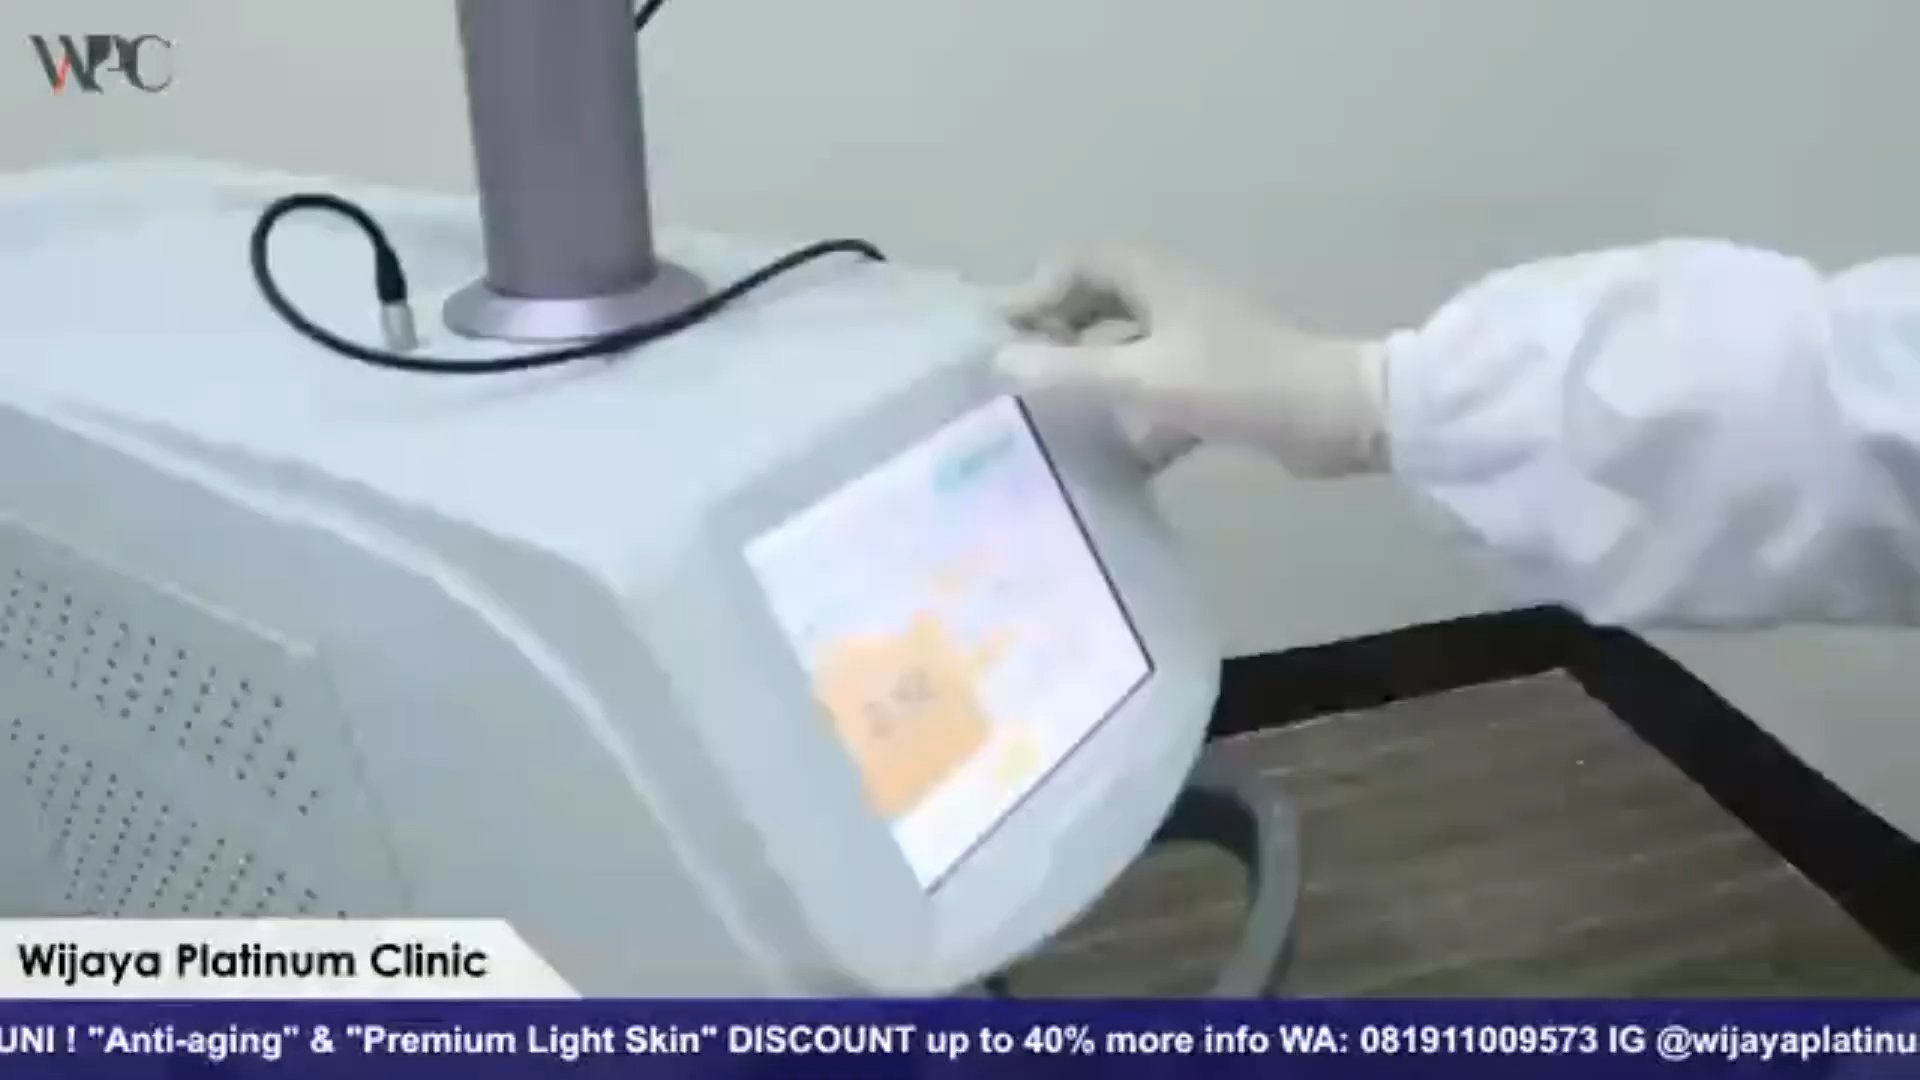 WPC
Wijaya Platinum Clinic
UNI ! "Anti-aging" & "Premium Light Skin" DISCOUNT up to 40% more info WA: 081911009573 IG @wijayaplatinu